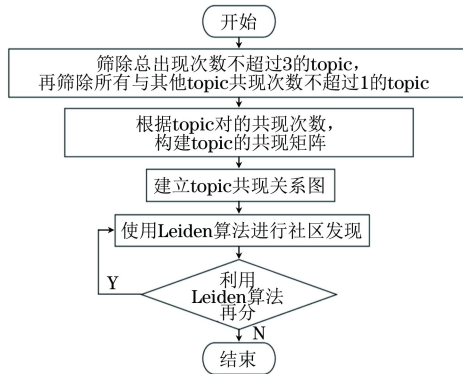 开始
筛除总出现次数不超过3的topic，
再筛除所有与其他topic共现次数不超过1的topic
根据topic对的共现次数，
构建topic的共现矩阵
建立topic共现关系图
使用Leiden算法进行社区发现
Y
利用
Leiden算法
再分
N
结束